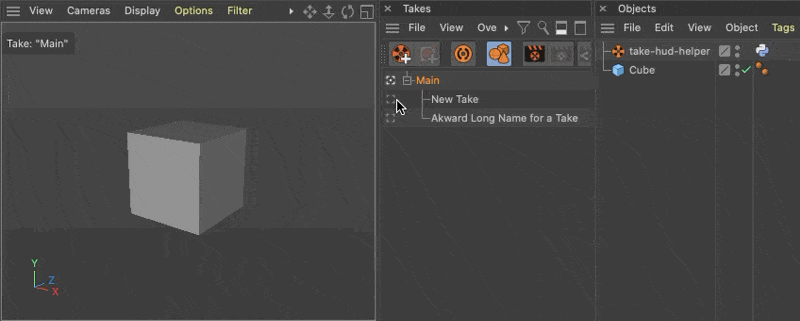 View Cameras Display Options Filter
Take: "Main"
Y
Z
X
Takes
File View Ove
Main
New Take
Akward Long Name for a Take
Objects
File Edit View Object Tags
take-hud-helper
Cube